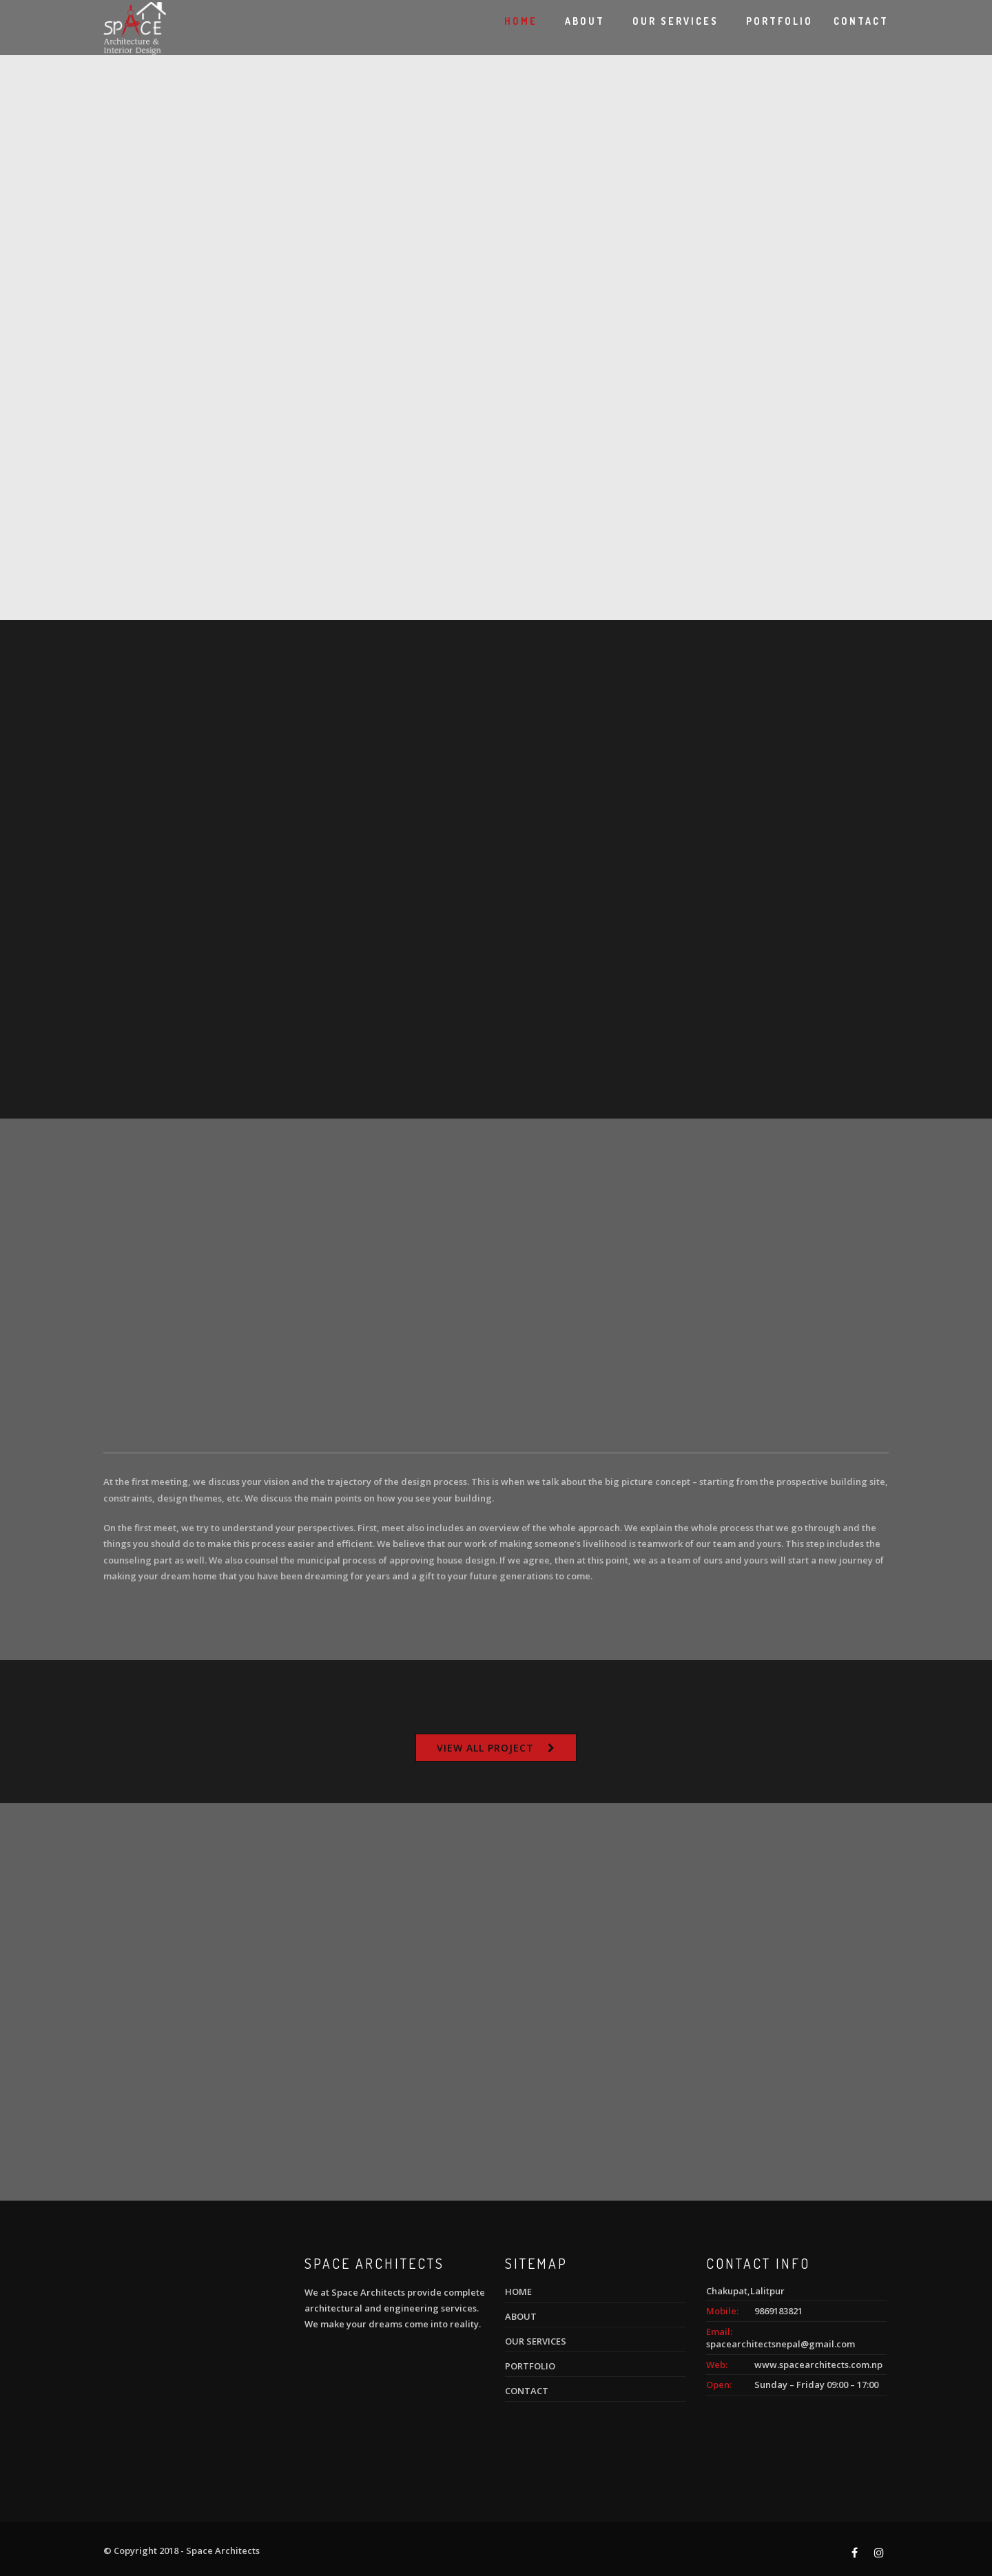 SPACE
Architecture &
Interior Design
HOME
ABOUT
OUR SERVICES
PORTFOLIO
CONTACT
At the first meeting, we discuss your vision and the trajectory of the design process. This is when we talk about the big picture concept – starting from the prospective building site,
constraints, design themes, etc. We discuss the main points on how you see your building.
On the first meet, we try to understand your perspectives. First, meet also includes an overview of the whole approach. We explain the whole process that we go through and the
things you should do to make this process easier and efficient. We believe that our work of making someone's livelihood is teamwork of our team and yours. This step includes the
counseling part as well. We also counsel the municipal process of approving house design. If we agree, then at this point, we as a team of ours and yours will start a new journey of
making your dream home that you have been dreaming for years and a gift to your future generations to come.
VIEW ALL PROJECT
SPACE ARCHITECTS
We at Space Architects provide complete
architectural and engineering services.
We make your dreams come into reality.
SITEMAP
HOME
ABOUT
OUR SERVICES
PORTFOLIO
CONTACT
CONTACT INFO
Chakupat,Lalitpur
Mobile: 9869183821
Email:
spacearchitectsnepal@gmail.com
Web: www.spacearchitects.com.np
Open: Sunday – Friday 09:00 – 17:00
© Copyright 2018 - Space Architects